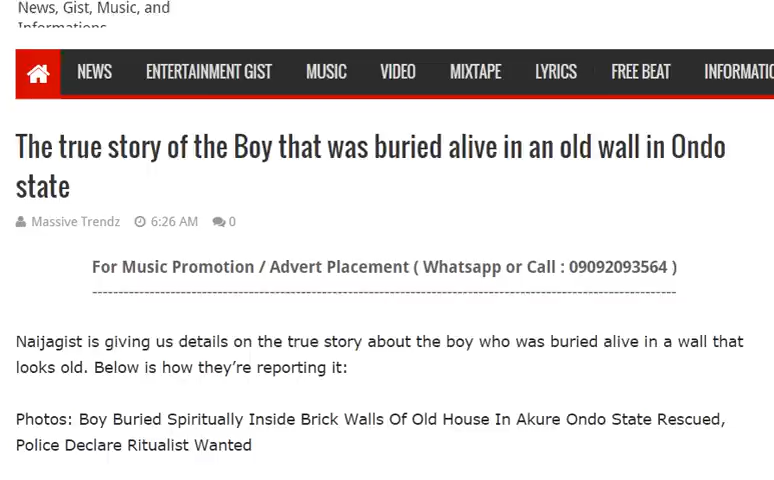 News, Gist, Music, and
Informations
NEWS ENTERTAINMENT GIST MUSIC VIDEO MIXTAPE LYRICS FREE BEAT INFORMATIO
The true story of the Boy that was buried alive in an old wall in Ondo
state
Massive Trendz 6:26 AM 0
For Music Promotion / Advert Placement ( Whatsapp or Call : 09092093564 )
Naijagist is giving us details on the true story about the boy who was buried alive in a wall that
looks old. Below is how they’re reporting it:
Photos: Boy Buried Spiritually Inside Brick Walls Of Old House In Akure Ondo State Rescued,
Police Declare Ritualist Wanted